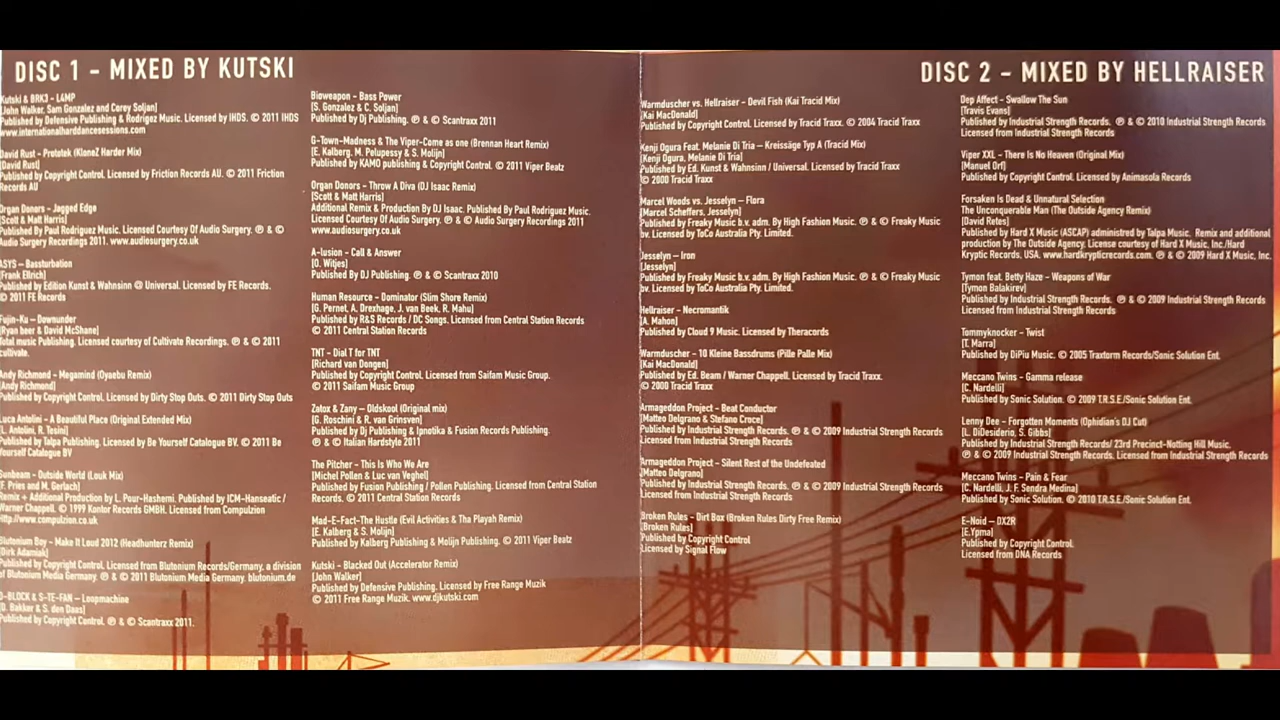 DISC 1 - MIXED BY KUTSKI
Kutski & BRK3 - L4MP
[John Walker, Sam Gonzalez and Corey Soljan]
Published by Defensive Publishing & Rodrigez Music. Licensed by IHDS. © 2011 IHDS
www.internationalharddancesessions.com
David Rust - Prototek (KloneZ Harder Mix)
[David Rust]
Published by Copyright Control. Licensed by Friction Records AU. © 2011 Friction
Records AU
Organ Donors - Jagged Edge
[Scott & Matt Harris]
Published By Paul Rodriguez Music. Licensed Courtesy Of Audio Surgery. ℗ & ©
Audio Surgery Recordings 2011. www.audiosurgery.co.uk
ASYS - Bassturbation
[Frank Ellrich]
Published by Edition Kunst & Wahnsinn @ Universal. Licensed by FE Records.
© 2011 FE Records
Fujin-Ku - Downunder
[Ryan beer & David McShane]
Total music Publishing. Licensed courtesy of Cultivate Recordings. ℗ & © 2011
cultivate.
Andy Richmond - Megamind (Oyaebu Remix)
[Andy Richmond]
Published by Copyright Control. Licensed by Dirty Stop Outs. © 2011 Dirty Stop Outs
Luca Antolini - A Beautiful Place (Original Extended Mix)
[L. Antolini, R. Tesini]
Published by Talpa Publishing. Licensed by Be Yourself Catalogue BV. © 2011 Be
Yourself Catalogue BV
Sunbeam - Outside World (Louk Mix)
[F. Pries and M. Gerlach]
Remix + Additional Production by L. Pour-Hashemi. Published by ICM-Hanseatic /
Warner Chappell. © 1999 Kontor Records GMBH. Licensed from Compulzion
Http://www.compulzion.co.uk
Blutonium Boy - Make It Loud 2012 (Headhunterz Remix)
[Dirk Adamiak]
Published by Copyright Control. Licensed from Blutonium Records/Germany, a division
of Blutonium Media Germany. ℗ & © 2011 Blutonium Media Germany. blutonium.de
D-BLOCK & S-TE-FAN – Loopmachine
[D. Bakker & S. den Daas]
Published by Copyright Control. ℗ & © Scantraxx 2011.
Bioweapon - Bass Power
[S. Gonzalez & C. Soljan]
Published by Dj Publishing. ℗ & © Scantraxx 2011
G-Town-Madness & The Viper-Come as one (Brennan Heart Remix)
[E. Kalberg, M. Pelupessy & S. Molijn]
Published by KAMO publishing & Copyright Control. © 2011 Viper Beatz
Organ Donors - Throw A Diva (DJ Isaac Remix)
[Scott & Matt Harris]
Additional Remix & Production By DJ Isaac. Published By Paul Rodriguez Music.
Licensed Courtesy Of Audio Surgery. ℗ & © Audio Surgery Recordings 2011
www.audiosurgery.co.uk
A-lusion - Call & Answer
[O. Witjes]
Published By DJ Publishing. ℗ & © Scantraxx 2010
Human Resource - Dominator (Slim Shore Remix)
[G. Pernet, A. Drexhage, J. van Beek, R. Mahu]
Published by R&S Records / DC Songs. Licensed from Central Station Records
© 2011 Central Station Records
TNT - Dial T for TNT
[Richard van Dongen]
Published by Copyright Control. Licensed from Saifam Music Group.
© 2011 Saifam Music Group
Zatox & Zany – Oldskool (Original mix)
[G. Roschini & R. van Grinsven]
Published by Dj Publishing & Ipnotika & Fusion Records Publishing.
℗ & © Italian Hardstyle 2011
The Pitcher - This Is Who We Are
[Michel Pollen & Luc van Veghel]
Published by Fusion Publishing / Pollen Publishing. Licensed from Central Station
Records. © 2011 Central Station Records
Mad-E-Fact-The Hustle (Evil Activities & Tha Playah Remix)
[E. Kalberg & S. Molijn]
Published by Kalberg Publishing & Molijn Publishing. © 2011 Viper Beatz
Kutski - Blacked Out (Accelerator Remix)
[John Walker]
Published by Defensive Publishing. Licensed by Free Range Muzik
© 2011 Free Range Muzik. www.djkutski.com
DISC 2 - MIXED BY HELLRAISER
Warmduscher vs. Hellraiser - Devil Fish (Kai Tracid Mix)
[Kai MacDonald]
Published by Copyright Control. Licensed by Tracid Traxx. © 2004 Tracid Traxx
Kenji Ogura Feat. Melanie Di Tria – Kreissäge Typ A (Tracid Mix)
[Kenji Ogura, Melanie Di Tria]
Published by Ed. Kunst & Wahnsinn / Universal. Licensed by Tracid Traxx
© 2000 Tracid Traxx
Marcel Woods vs. Jesselyn – Flora
[Marcel Scheffers, Jesselyn]
Published by Freaky Music b.v. adm. By High Fashion Music. ℗ & © Freaky Music
bv. Licensed by ToCo Australia Pty. Limited.
Jesselyn – Iron
[Jesselyn]
Published by Freaky Music b.v. adm. By High Fashion Music. ℗ & © Freaky Music
bv. Licensed by ToCo Australia Pty. Limited.
Hellraiser - Necromantik
[A. Mahon]
Published by Cloud 9 Music. Licensed by Theracords
Warmduscher – 10 Kleine Bassdrums (Pille Palle Mix)
[Kai MacDonald]
Published by Ed. Beam / Warner Chappell. Licensed by Tracid Traxx.
© 2000 Tracid Traxx
Armageddon Project - Beat Conductor
[Matteo Delgrano & Stefano Croce]
Published by Industrial Strength Records. ℗ & © 2009 Industrial Strength Records
Licensed from Industrial Strength Records
Armageddon Project - Silent Rest of the Undefeated
[Matteo Delgrano]
Published by Industrial Strength Records. ℗ & © 2009 Industrial Strength Records
Licensed from Industrial Strength Records
Broken Rules - Dirt Box (Broken Rules Dirty Free Remix)
[Broken Rules]
Published by Copyright Control
Licensed by Signal Flow
Dep Affect - Swallow The Sun
[Travis Evans]
Published by Industrial Strength Records. ℗ & © 2010 Industrial Strength Records
Licensed from Industrial Strength Records
Viper XXL - There Is No Heaven (Original Mix)
[Manuel Orf]
Published by Copyright Control. Licensed by Animasola Records
Forsaken Is Dead & Unnatural Selection
The Unconquerable Man (The Outside Agency Remix)
[David Retes]
Published by Hard X Music (ASCAP) administred by Talpa Music. Remix and additional
production by The Outside Agency. License courtesy of Hard X Music, Inc./Hard
Kryptic Records, USA. www.hardkrypticrecords.com. ℗ & © 2009 Hard X Music, Inc.
Tymon feat. Betty Haze - Weapons of War
[Tymon Balakirev]
Published by Industrial Strength Records. ℗ & © 2009 Industrial Strength Records
Licensed from Industrial Strength Records
Tommyknocker - Twist
[T. Marra]
Published by DiPiu Music. © 2005 Traxtorm Records/Sonic Solution Ent.
Meccano Twins - Gamma release
[C. Nardelli]
Published by Sonic Solution. © 2009 T.R.S.E/Sonic Solution Ent.
Lenny Dee - Forgotten Moments (Ophidian's DJ Cut)
[L. DiDesiderio, S. Gibbs]
Published by Industrial Strength Records/ 23rd Precinct-Notting Hill Music.
℗ & © 2009 Industrial Strength Records. Licensed from Industrial Strength Records
Meccano Twins - Pain & Fear
[C. Nardelli, J. F. Sendra Medina]
Published by Sonic Solution. © 2010 T.R.S.E/Sonic Solution Ent.
E-Noid – DX2R
[E.Ypma]
Published by Copyright Control.
Licensed from DNA Records